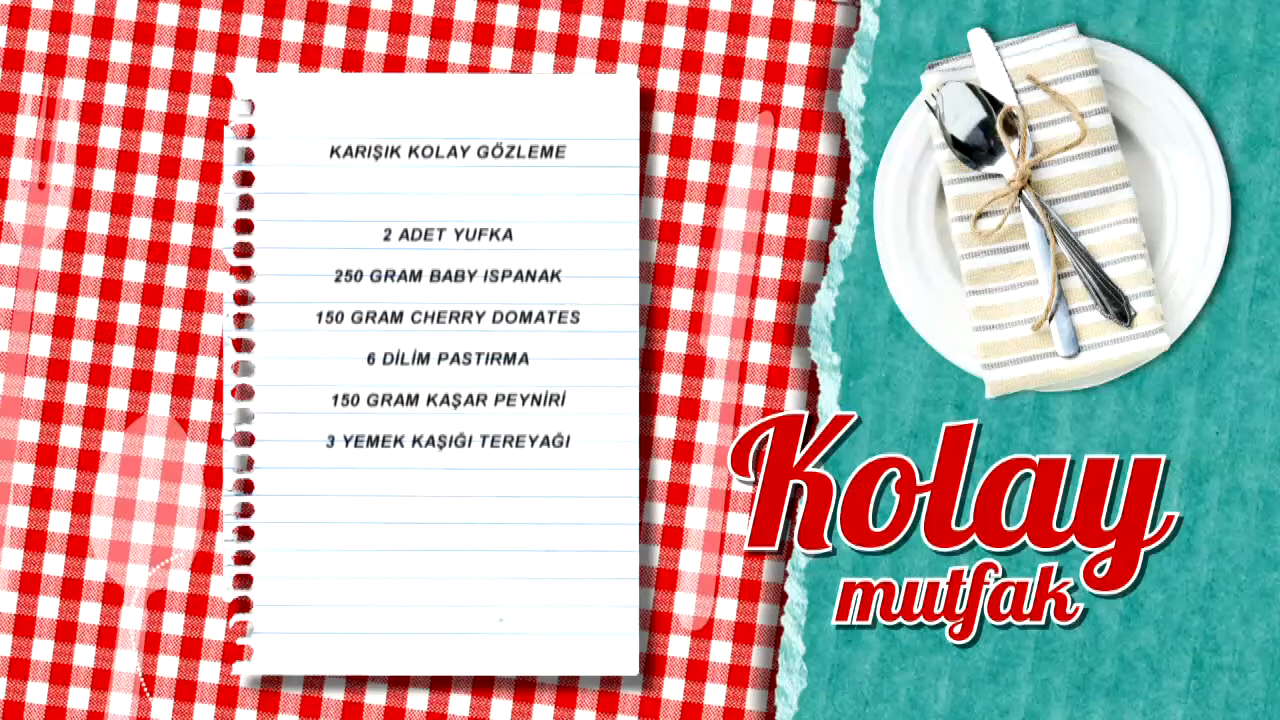 KARIŞIK KOLAY GÖZLEME
2 ADET YUFKA
250 GRAM BABY ISPANAK
150 GRAM CHERRY DOMATES
6 DİLİM PASTIRMA
150 GRAM KAŞAR PEYNİRİ
3 YEMEK KAŞIĞI TEREYAĞI
Kolay
mutfak